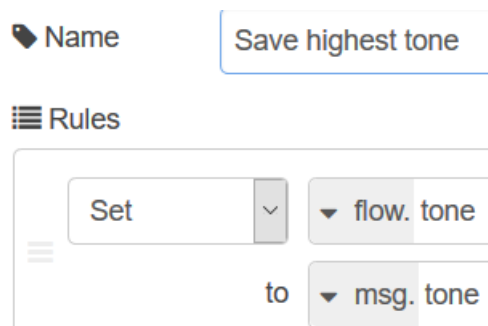 Name Save highest tone
Rules
Set flow. tone
to msg. tone